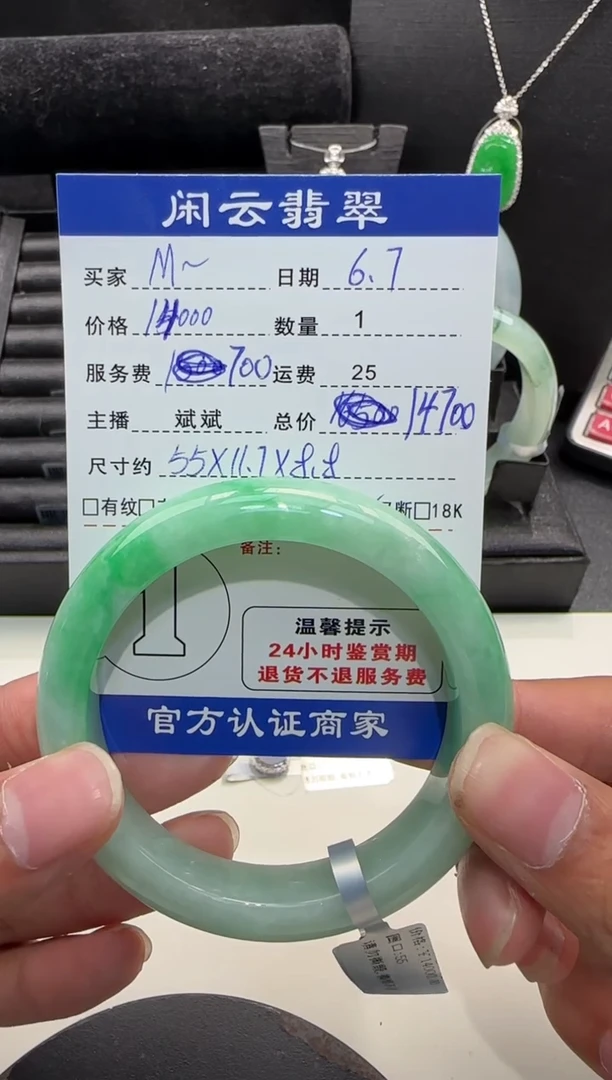 闲云翡翠
买家 M~ 日期 6.7
价格 14000 数量 1
服务费 700 运费 25
主播 斌斌 总价 14700
尺寸约 55X11.7X8.8
□有纹□ 断□18K
备注:
温馨提示
24小时鉴赏期
退货不退服务费
官方认证商家
圈口:55